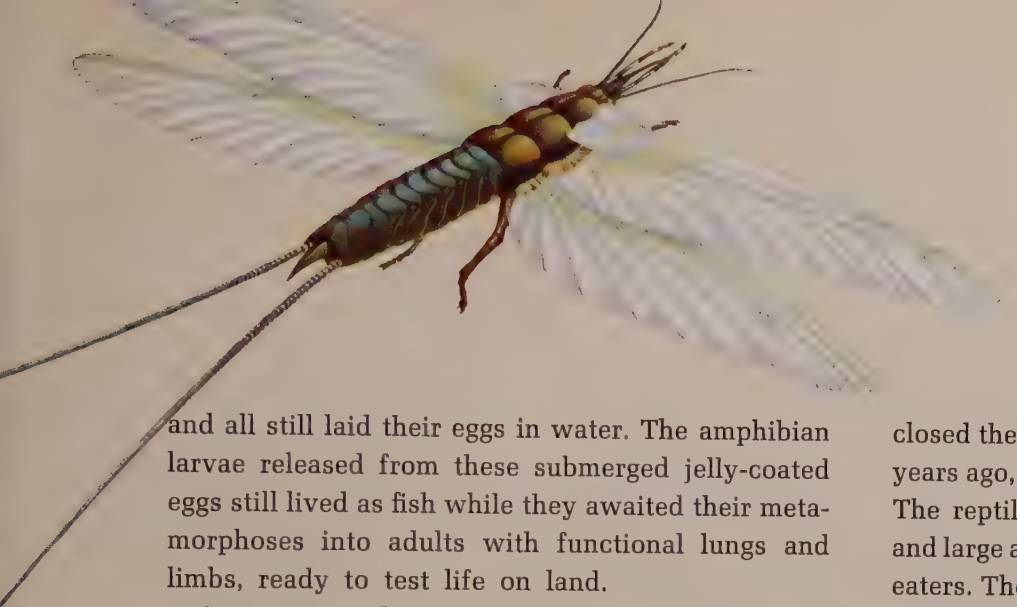 and all still laid their eggs in water. The amphibian
larvae released from these submerged jelly-coated
eggs still lived as fish while they awaited their meta-
morphoses into adults with functional lungs and
limbs, ready to test life on land.
closed the
years ago,
The reptil
and large a
eaters. Th